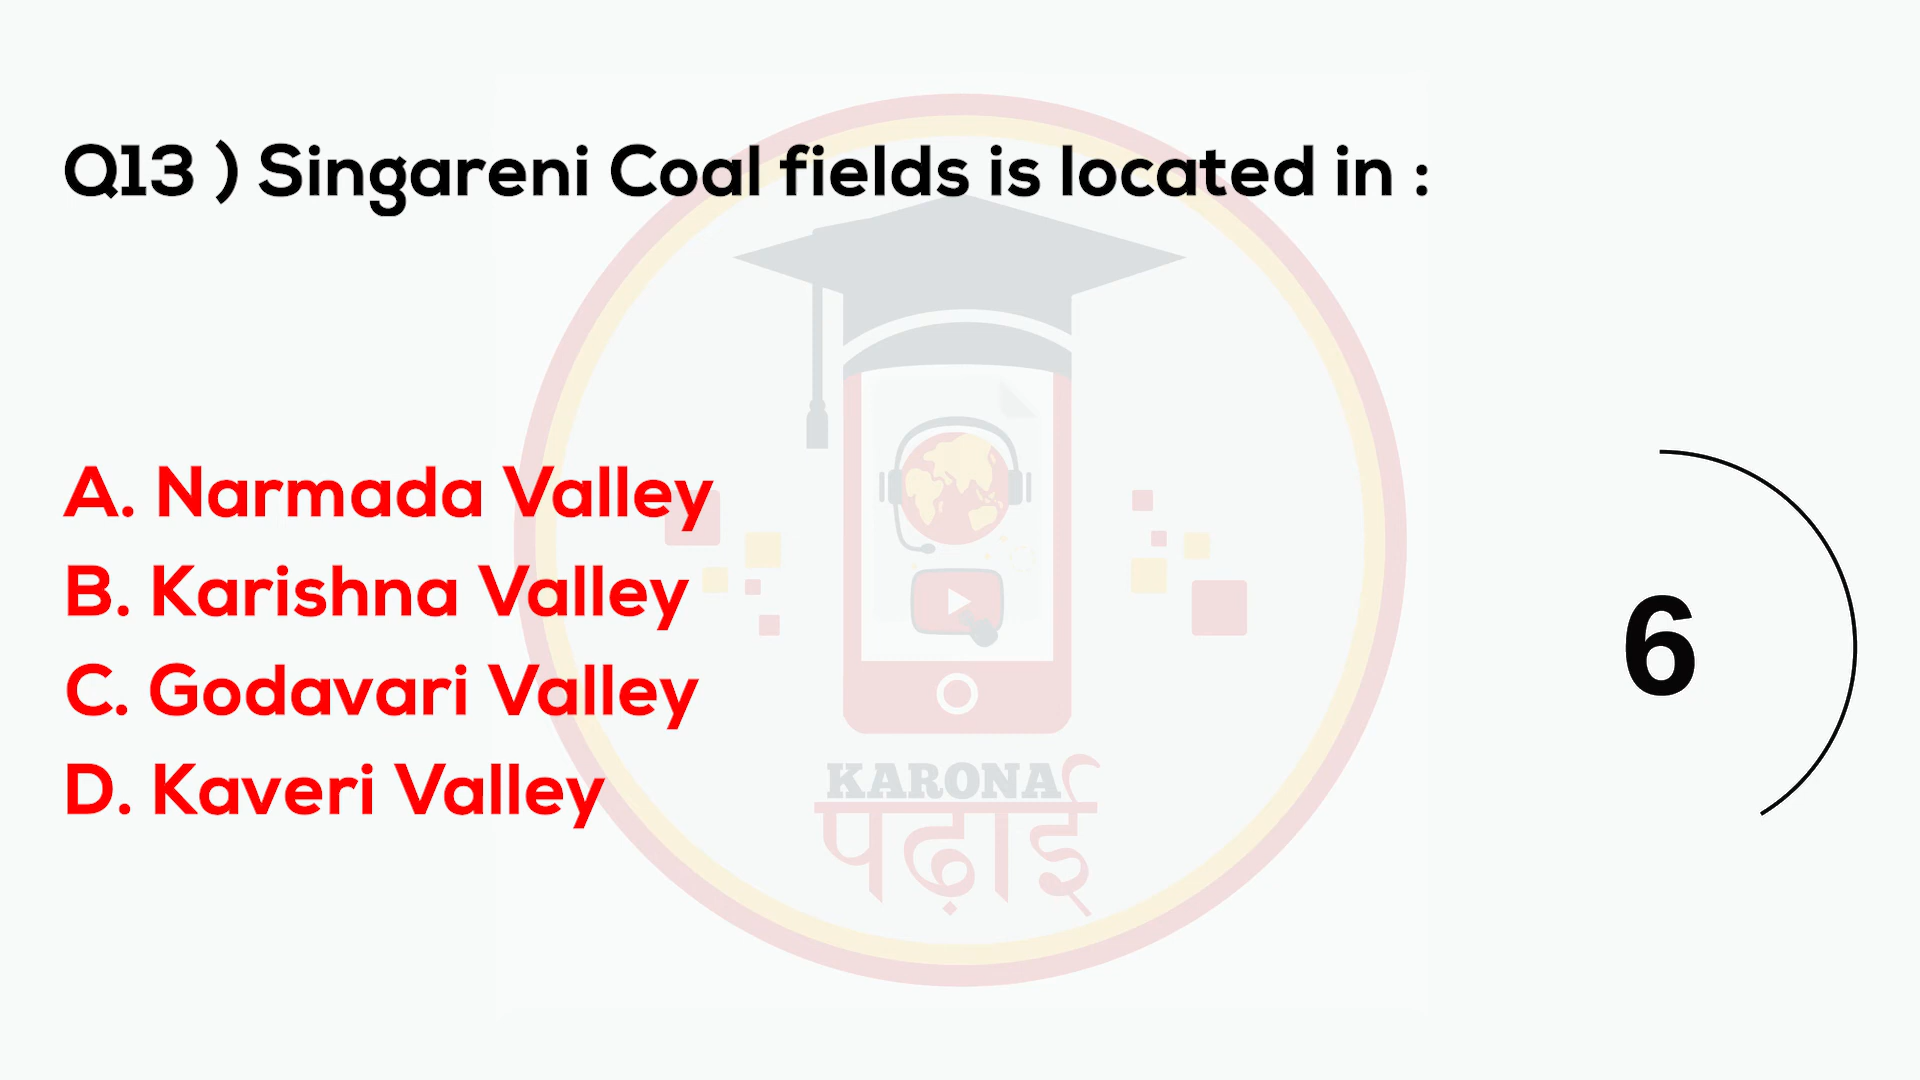 Q13 ) Singareni Coal fields is located in :
A. Narmada Valley
B. Karishna Valley
C. Godavari Valley
D. Kaveri Valley
6
KARONA
पढ़ाई